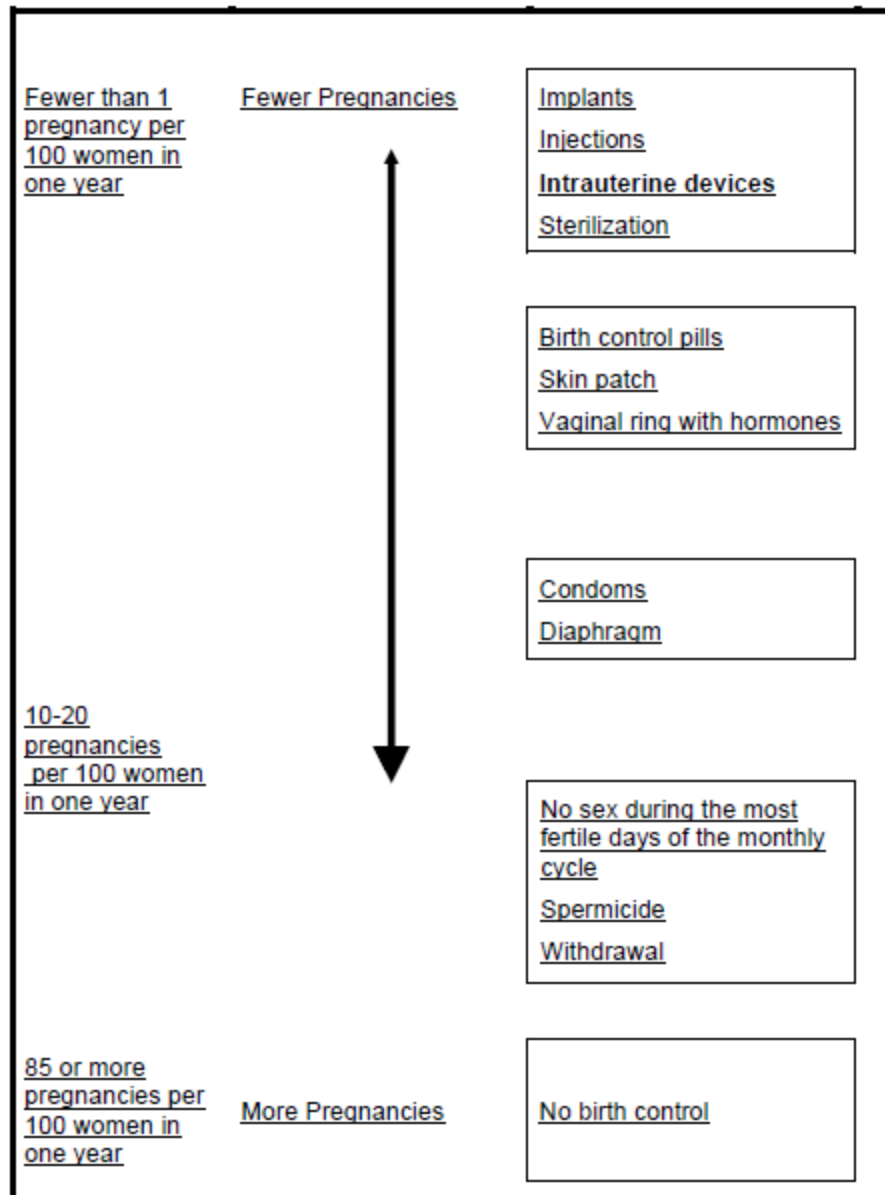 Fewer than 1
pregnancy per
100 women in
one year
Fewer Pregnancies
Implants
Injections
Intrauterine devices
Sterilization
Birth control pills
Skin patch
Vaginal ring with hormones
Condoms
Diaphragm
10-20
pregnancies
per 100 women
in one year
No sex during the most
fertile days of the monthly
cycle
Spermicide
Withdrawal
85 or more
pregnancies per
100 women in
one year
More Pregnancies
No birth control